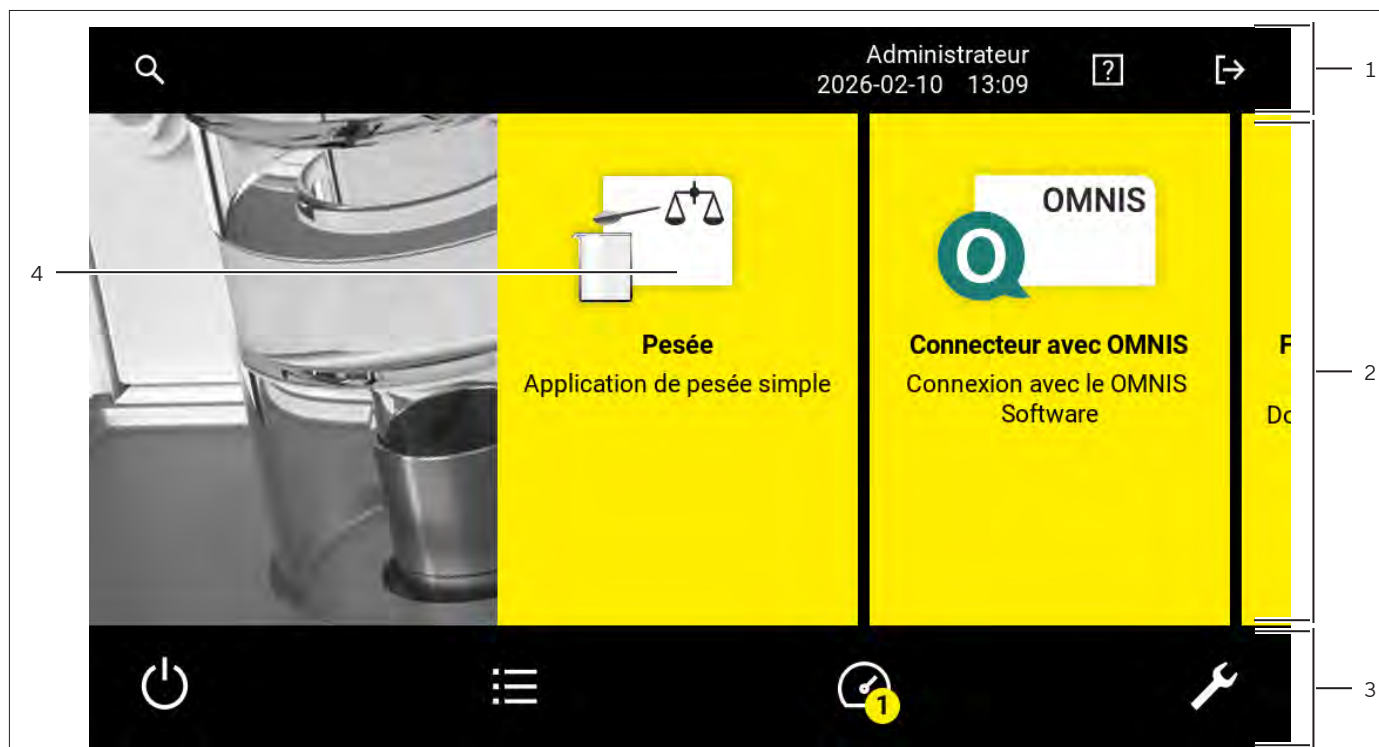 Administrateur
2026-02-10 13:09
?
1
OMNIS
O
4
Pesée
Application de pesée simple
Connecteur avec OMNIS
Connexion avec le OMNIS
Software
F
Do
2
1
3